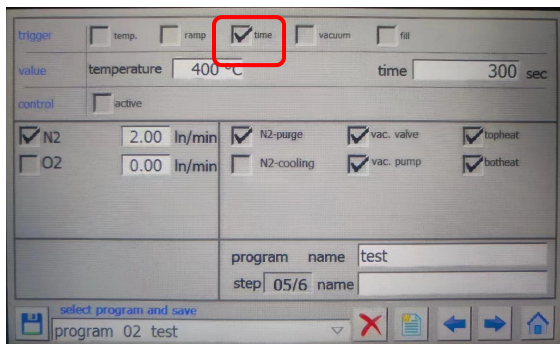 trigger temp. ramp time vacuum fill
value temperature 400 °C time 300 sec
control active
N2 2.00 ln/min N2-purge vac. valve topheat
O2 0.00 ln/min N2-cooling vac. pump botheat
program name test
step 05/6 name
select program and save
program 02 test